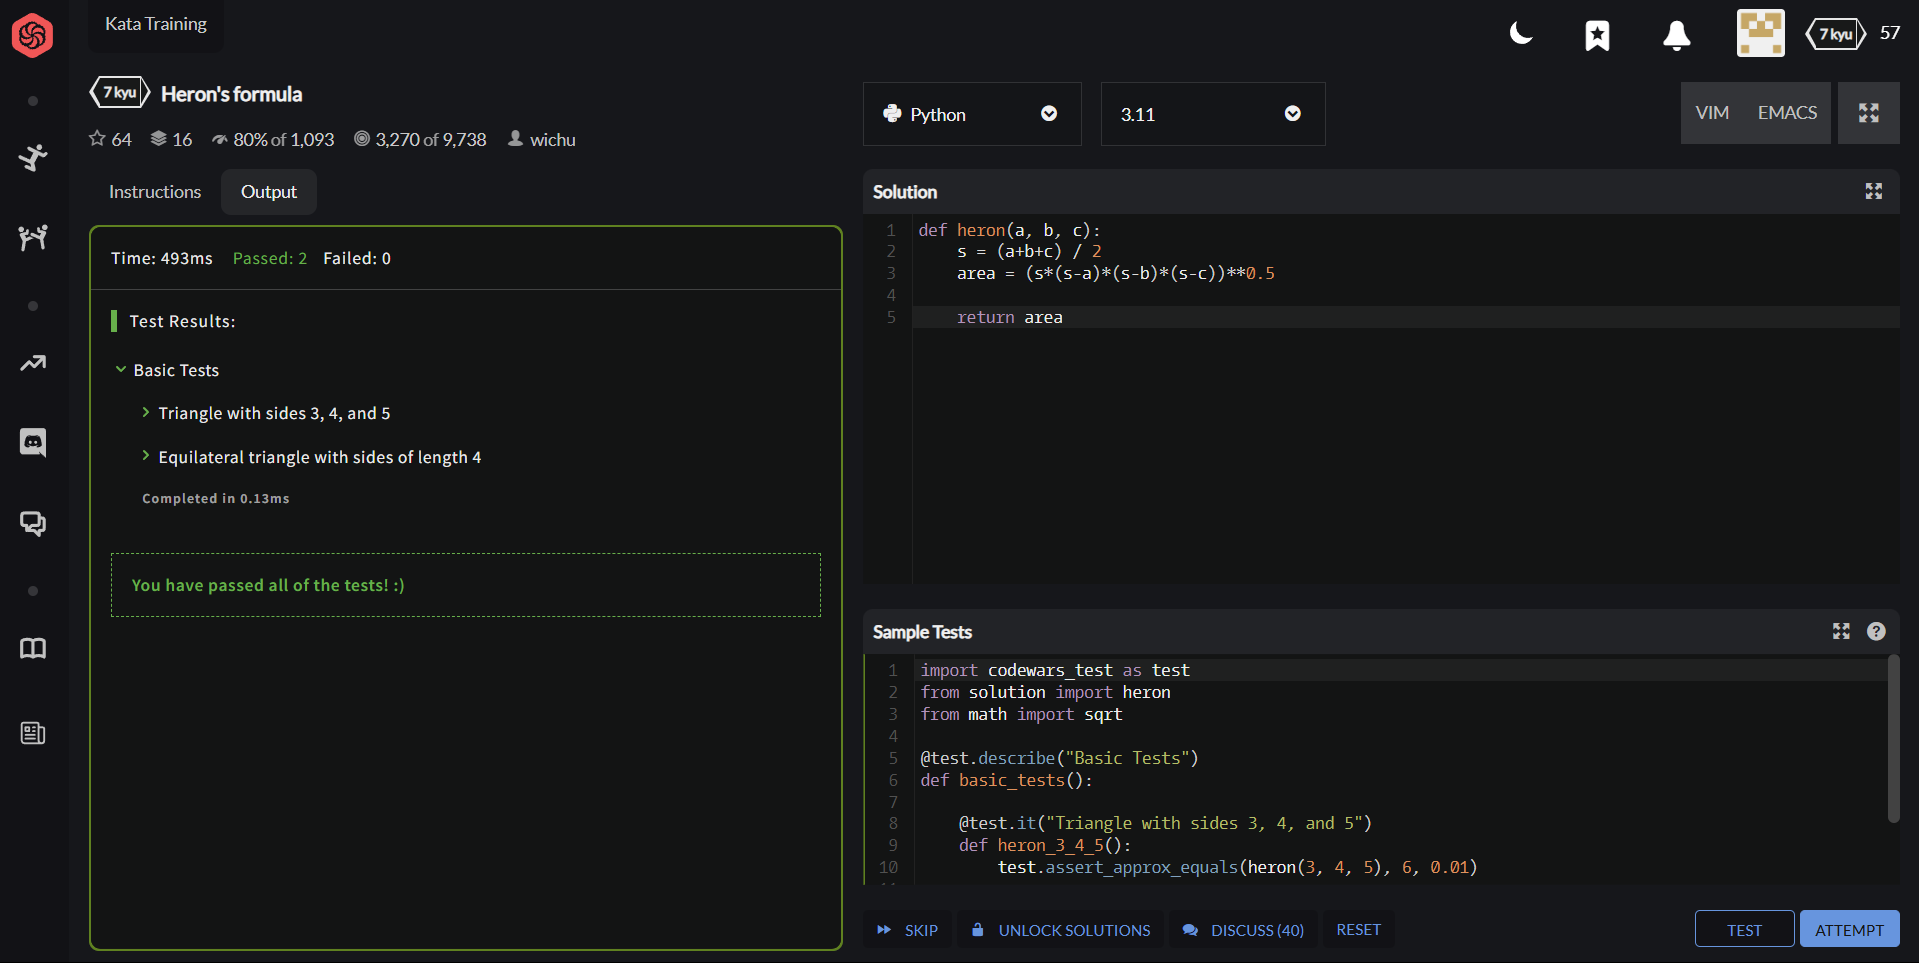 Kata Training
7 kyu 57
7 kyu Heron's formula
64 16 80% of 1,093 3,270 of 9,738 wichu
Python 3.11 VIM EMACS
Instructions Output
Time: 493ms Passed: 2 Failed: 0
Test Results:
Basic Tests
Triangle with sides 3, 4, and 5
Equilateral triangle with sides of length 4
Completed in 0.13ms
You have passed all of the tests! :)
Solution
1 def heron(a, b, c):
2     s = (a+b+c) / 2
3     area = (s*(s-a)*(s-b)*(s-c))**0.5
4
5     return area
Sample Tests
1 import codewars_test as test
2 from solution import heron
3 from math import sqrt
4
5 @test.describe("Basic Tests")
6 def basic_tests():
7
8     @test.it("Triangle with sides 3, 4, and 5")
9     def heron_3_4_5():
10         test.assert_approx_equals(heron(3, 4, 5), 6, 0.01)
SKIP UNLOCK SOLUTIONS DISCUSS (40) RESET TEST ATTEMPT